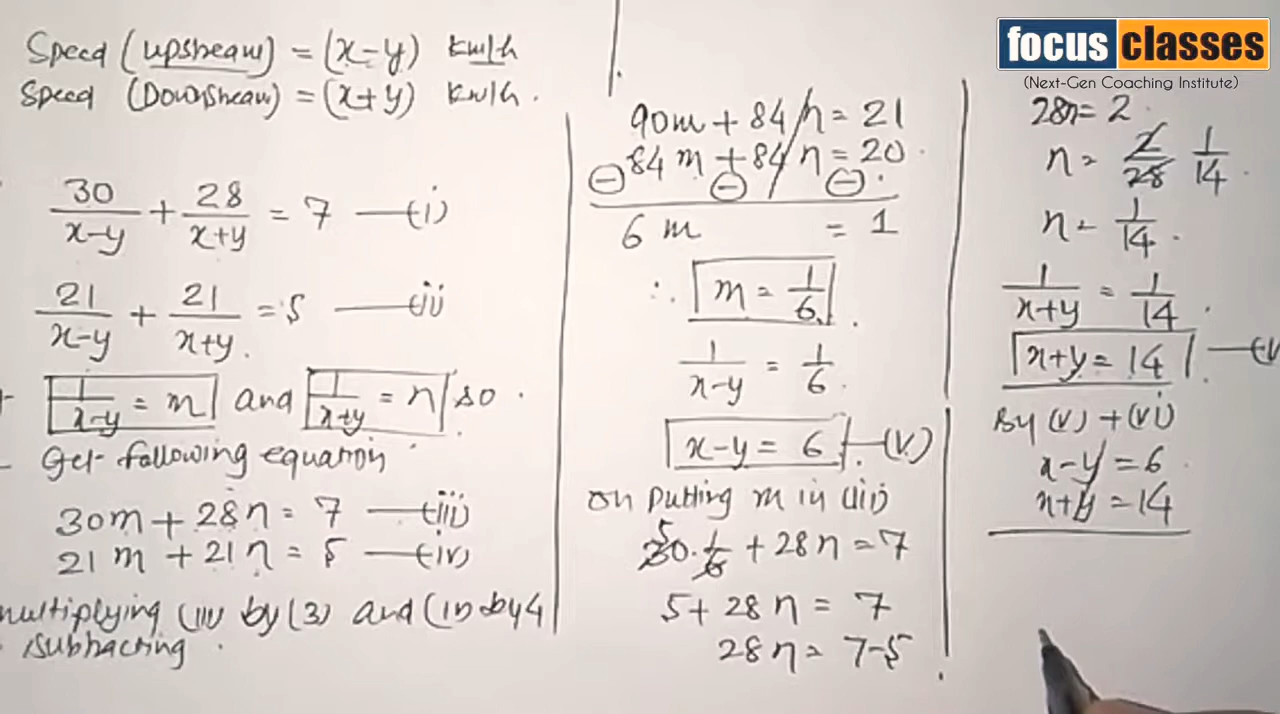 focus classes
(Next-Gen Coaching Institute)
Speed (upstream) = (x-y) km/h
Speed (Downstream) = (x+y) km/h.
30/(x-y) + 28/(x+y) = 7 —(i)
21/(x-y) + 21/(x+y) = 5 —(ii)
1/(x-y) = m and 1/(x+y) = n so
get following equation
30m + 28n = 7 —(iii)
21m + 21n = 5 —(iv)
multiplying (iii) by (3) and (iv) by 4
subtracting
90m + 84n = 21
84m + 84n = 20
6m = 1
∴ m = 1/6.
1/(x-y) = 1/6
x-y = 6 —(v)
on putting m in (iii)
30·1/6 + 28n = 7
5
5 + 28n = 7
28n = 7-5
28n = 2
n = 2/28 1/14
n = 1/14.
1/(x+y) = 1/14
x+y = 14
By (v) + (vi)
x-y = 6
x+y = 14